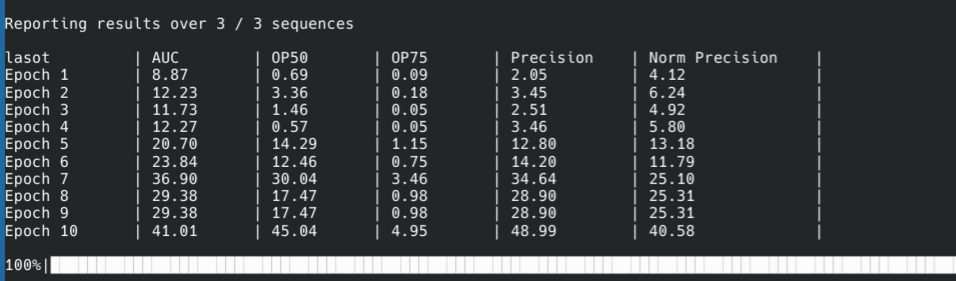 Reporting results over 3 / 3 sequences
lasot | AUC | OP50 | OP75 | Precision | Norm Precision |
Epoch 1 | 8.87 | 0.69 | 0.09 | 2.05 | 4.12 |
Epoch 2 | 12.23 | 3.36 | 0.18 | 3.45 | 6.24 |
Epoch 3 | 11.73 | 1.46 | 0.05 | 2.51 | 4.92 |
Epoch 4 | 12.27 | 0.57 | 0.05 | 3.46 | 5.80 |
Epoch 5 | 20.70 | 14.29 | 1.15 | 12.80 | 13.18 |
Epoch 6 | 23.84 | 12.46 | 0.75 | 14.20 | 11.79 |
Epoch 7 | 36.90 | 30.04 | 3.46 | 34.64 | 25.10 |
Epoch 8 | 29.38 | 17.47 | 0.98 | 28.90 | 25.31 |
Epoch 9 | 29.38 | 17.47 | 0.98 | 28.90 | 25.31 |
Epoch 10 | 41.01 | 45.04 | 4.95 | 48.99 | 40.58 |
100%|